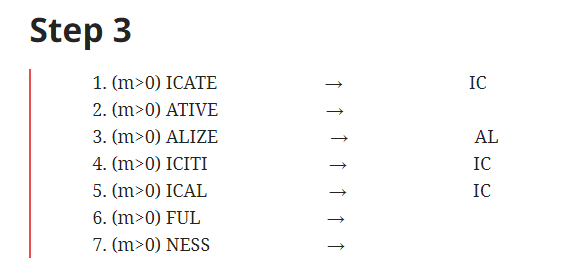 Step 3
1. (m>0) ICATE → IC
2. (m>0) ATIVE →
3. (m>0) ALIZE → AL
4. (m>0) ICITI → IC
5. (m>0) ICAL → IC
6. (m>0) FUL →
7. (m>0) NESS →